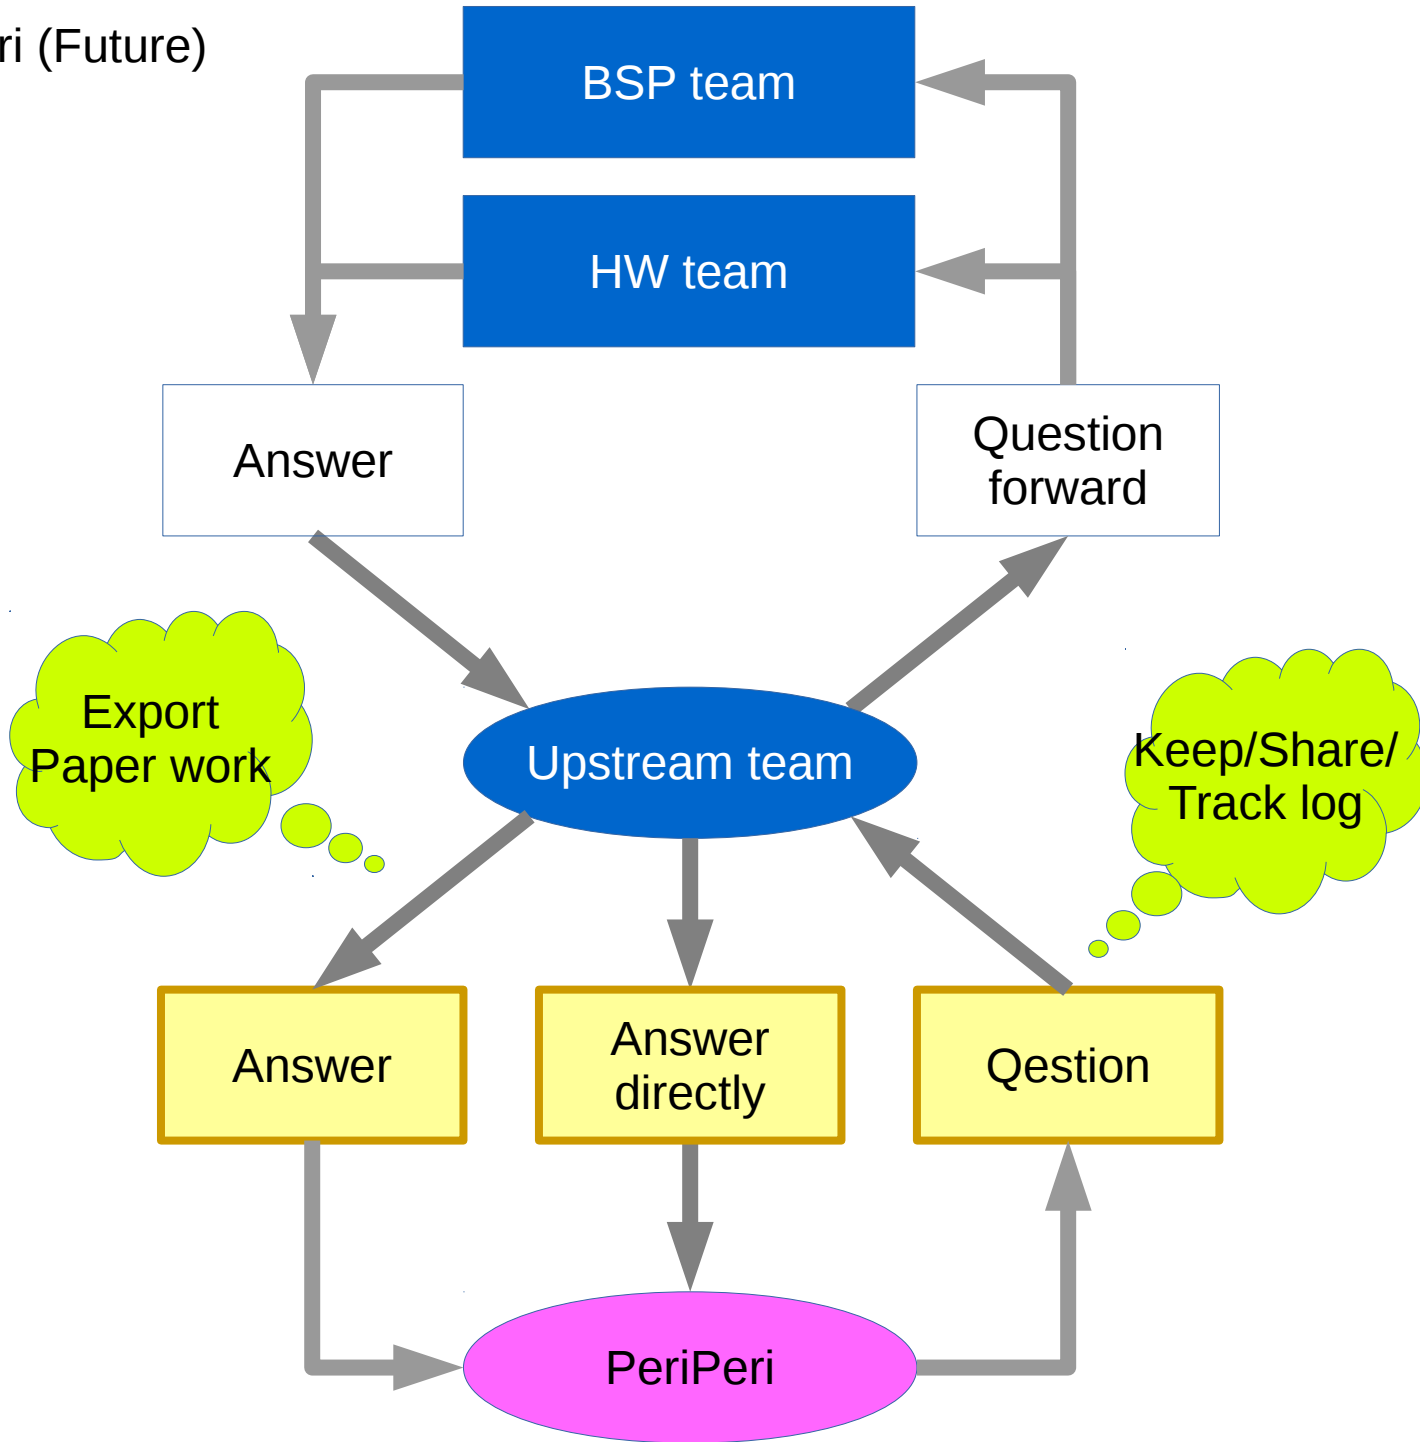 ri (Future)
BSP team
HW team
Answer
Question
forward
Export
Paper work
Upstream team
Keep/Share/
Track log
Answer
Answer
directly
Qestion
PeriPeri